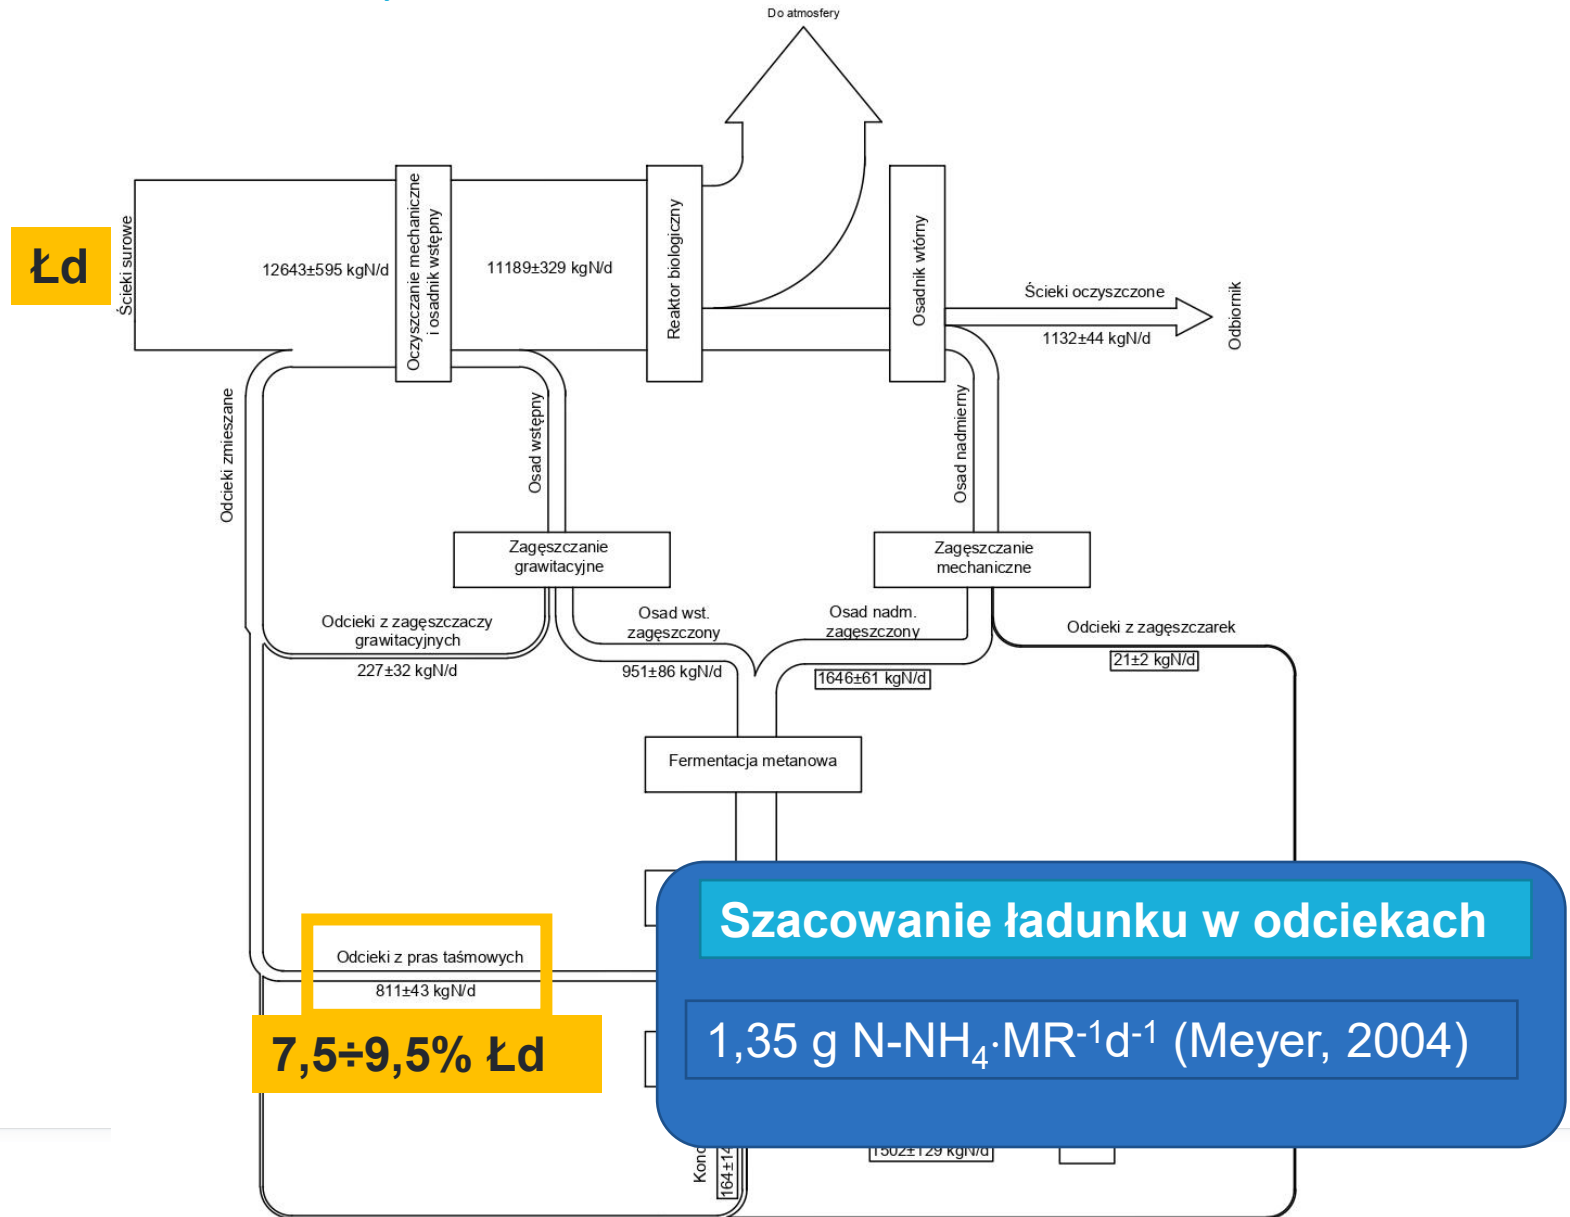 Do atmosfery
Łd
Ścieki surowe
12643±595 kgN/d
Oczyszczanie mechaniczne
i osadnik wstępny
11189±329 kgN/d
Reaktor biologiczny
Osadnik wtórny
Ścieki oczyszczone
1132±44 kgN/d
Odbiornik
Odcieki zmieszane
Osad wstępny
Osad nadmierny
Zagęszczanie
grawitacyjne
Zagęszczanie
mechaniczne
Odcieki z zagęszczaczy
grawitacyjnych
227±32 kgN/d
Osad wst.
zagęszczony
951±86 kgN/d
Osad nadm.
zagęszczony
1646±61 kgN/d
Odcieki z zagęszczarek
21±2 kgN/d
Fermentacja metanowa
Odcieki z pras taśmowych
811±43 kgN/d
7,5÷9,5% Łd
Szacowanie ładunku w odciekach
1,35 g N-NH₄·MR⁻¹d⁻¹ (Meyer, 2004)
1502±129 kgN/d